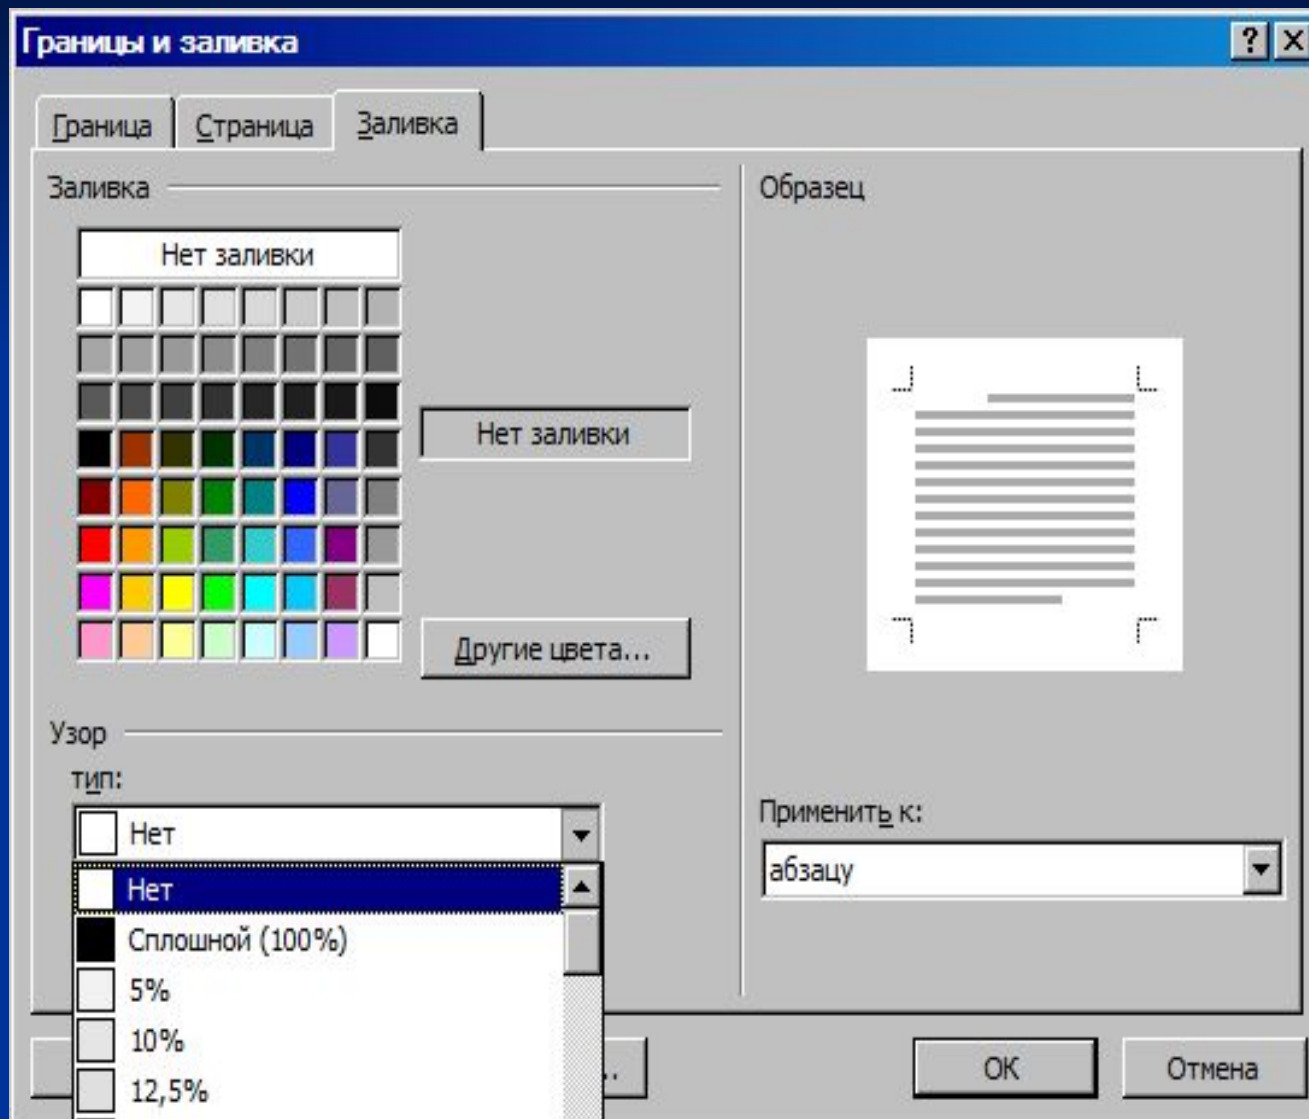 Границы и заливка
Граница Страница Заливка
Заливка
Нет заливки
Нет заливки
Другие цвета...
Узор
тип:
Нет
Нет
Сплошной (100%)
5%
10%
12,5%
Образец
Применить к:
абзацу
ОК
Отмена